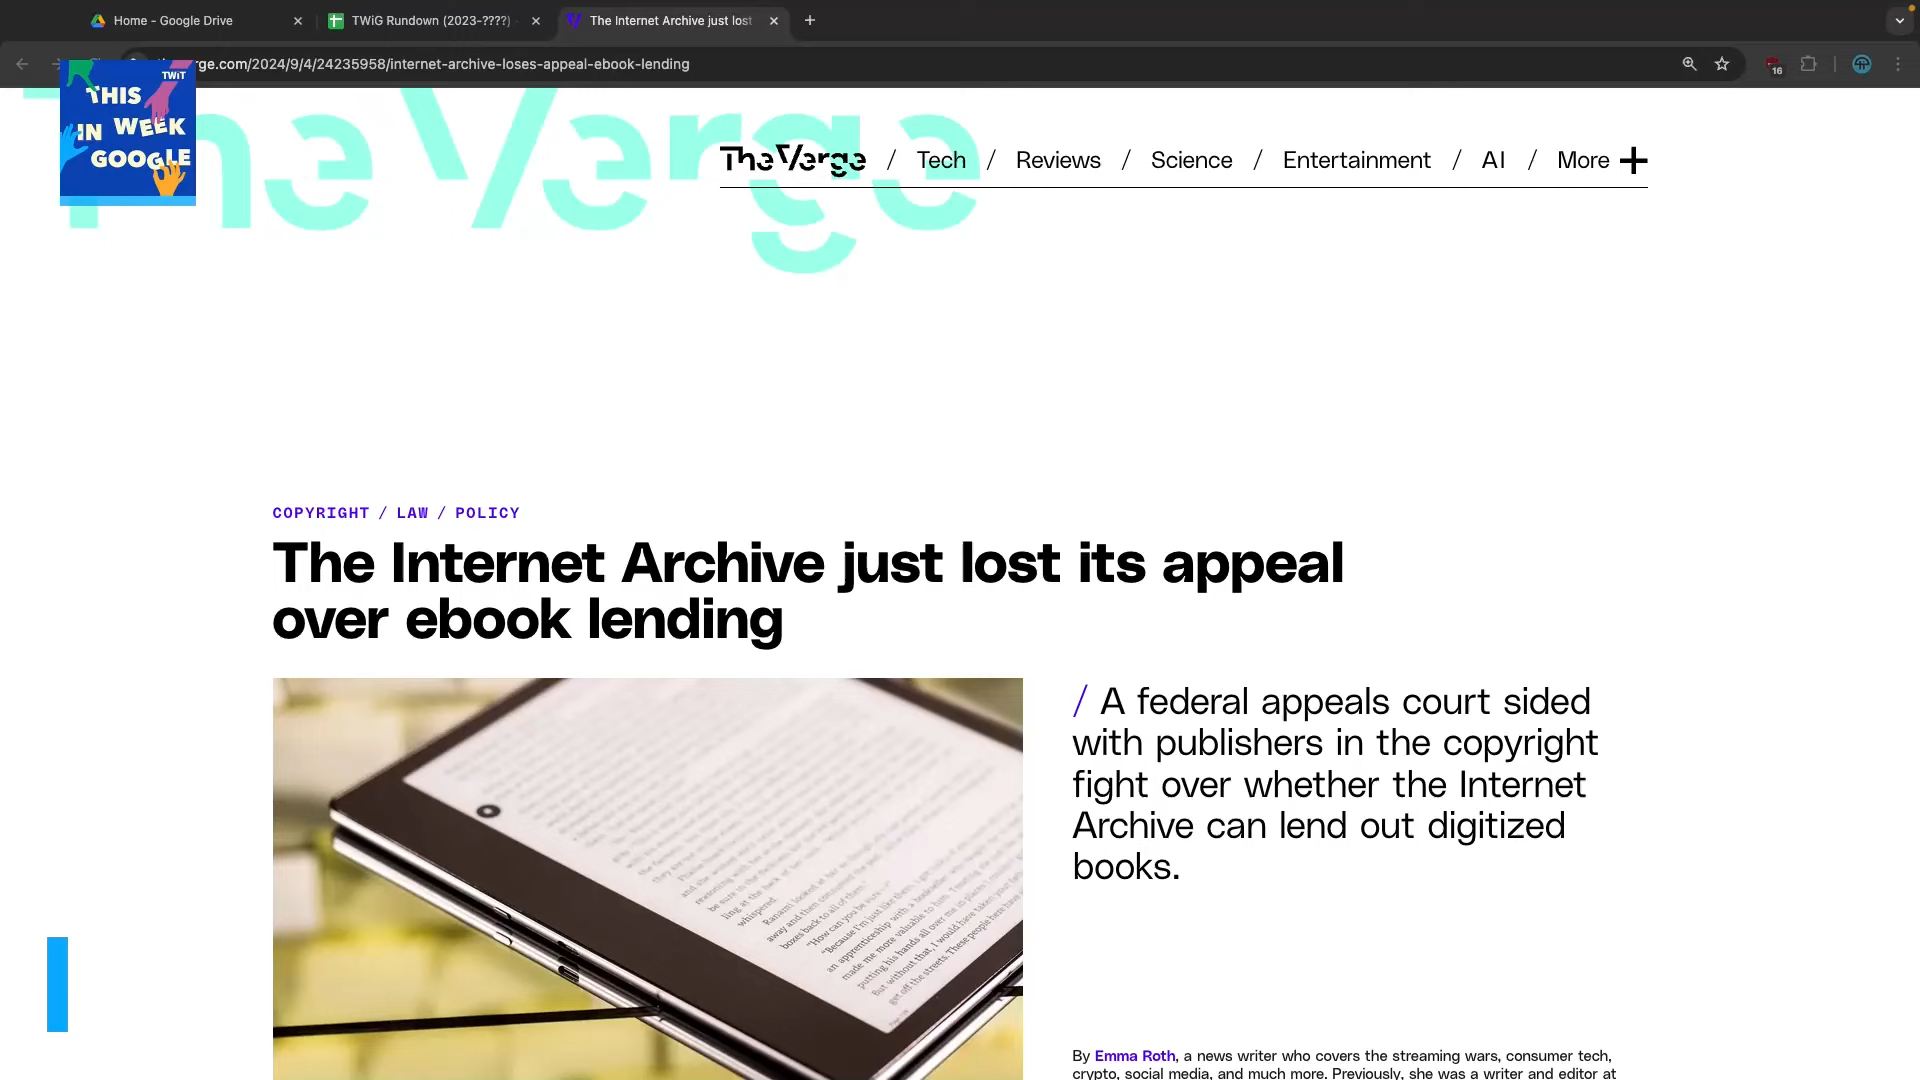 Home - Google Drive
TWiG Rundown (2023-????)
The Internet Archive just lost
rge.com/2024/9/4/24235958/internet-archive-loses-appeal-ebook-lending
16
TWiT
THIS
IN WEEK
GOOGLE
The Verge
The Verge / Tech / Reviews / Science / Entertainment / AI / More
COPYRIGHT / LAW / POLICY
The Internet Archive just lost its appeal
over ebook lending
/ A federal appeals court sided
with publishers in the copyright
fight over whether the Internet
Archive can lend out digitized
books.
By Emma Roth, a news writer who covers the streaming wars, consumer tech,
crypto, social media, and much more. Previously, she was a writer and editor at